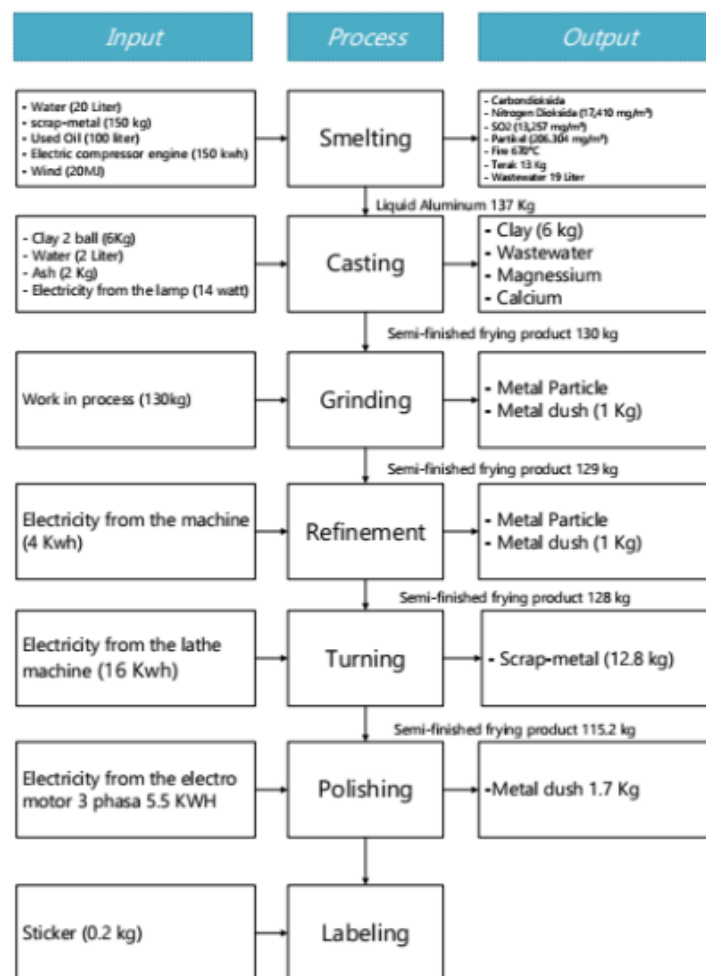 Input
Process
Output
- Water (20 Liter)
- scrap-metal (150 kg)
- Used Oil (100 liter)
- Electric compressor engine (150 kwh)
- Wind (20MJ)
Smelting
- Carbondioksida
- Nitrogen Dioksida (17,410 mg/m³)
- SO2 (13,257 mg/m³)
- Partikel (206.304 mg/m³)
- Fire 670°C
- Terak 13 Kg
- Wastewater 19 Liter
Liquid Aluminum 137 Kg
- Clay 2 ball (6Kg)
- Water (2 Liter)
- Ash (2 Kg)
- Electricity from the lamp (14 watt)
Casting
- Clay (6 kg)
- Wastewater
- Magnessium
- Calcium
Semi-finished frying product 130 kg
Work in process (130kg)
Grinding
- Metal Particle
- Metal dush (1 Kg)
Semi-finished frying product 129 kg
Electricity from the machine
(4 Kwh)
Refinement
- Metal Particle
- Metal dush (1 Kg)
Semi-finished frying product 128 kg
Electricity from the lathe
machine (16 Kwh)
Turning
- Scrap-metal (12.8 kg)
Semi-finished frying product 115.2 kg
Electricity from the electro
motor 3 phasa 5.5 KWH
Polishing
-Metal dush 1.7 Kg
Sticker (0.2 kg)
Labeling